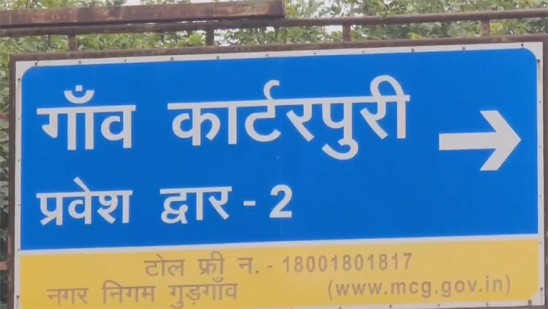 गाँव कार्टरपुरी
प्रवेश द्वार - 2
टोल फ्री न. - 18001801817
नगर निगम गुड़गाँव (www.mcg.gov.in)